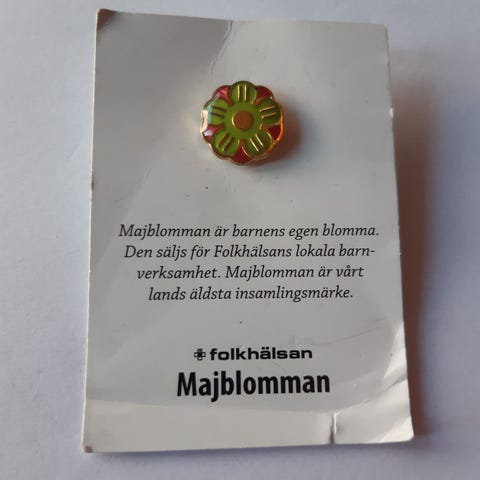 Majblomman är barnens egen blomma.
Den säljs för Folkhälsans lokala barn-
verksamhet. Majblomman är vårt
lands äldsta insamlingsmärke.
folkhälsan
Majblomman